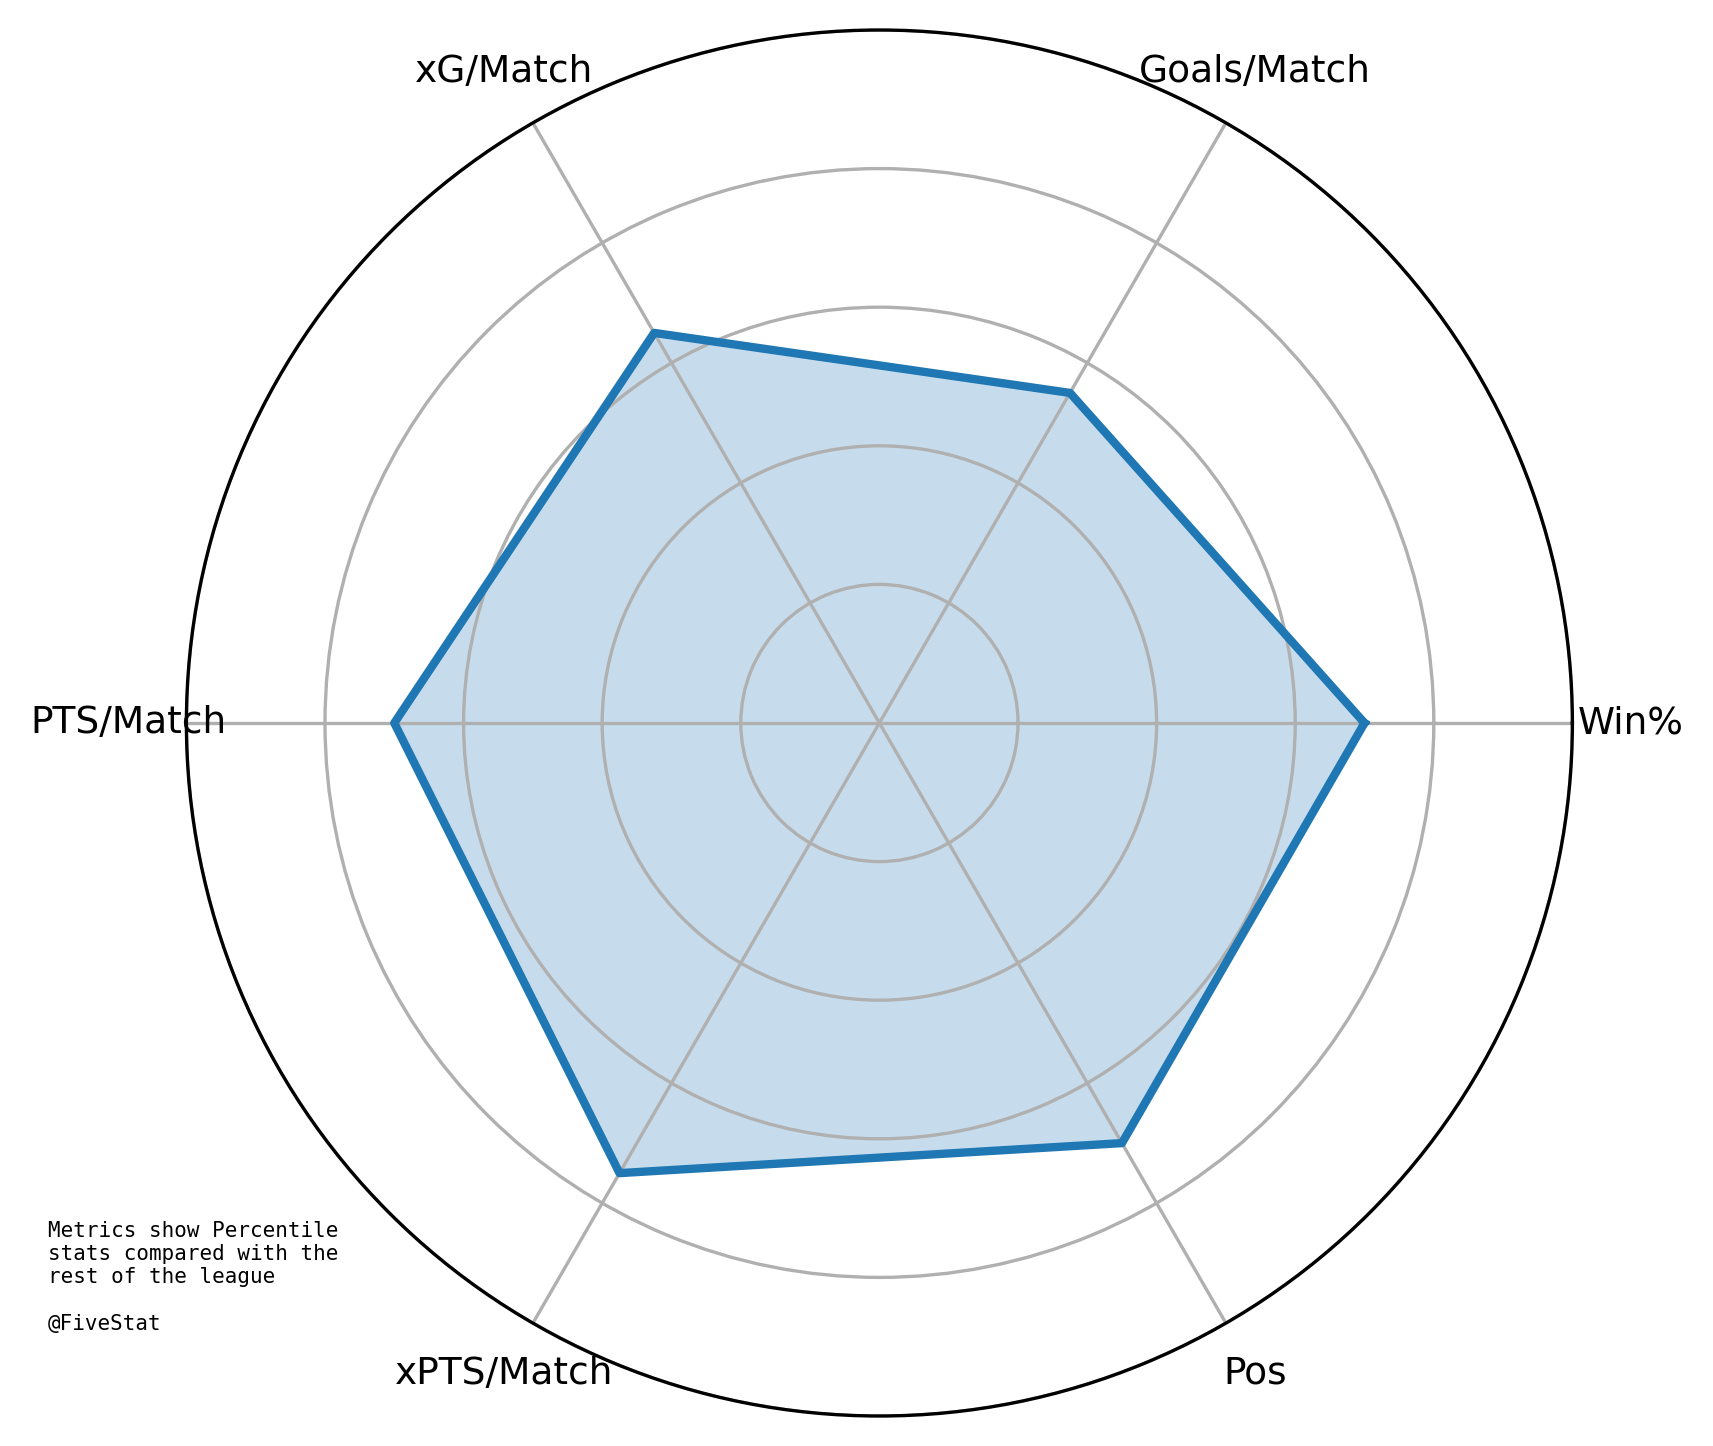 xG/Match
Goals/Match
PTS/Match
Win%
Metrics show Percentile
stats compared with the
rest of the league
@FiveStat
xPTS/Match
Pos